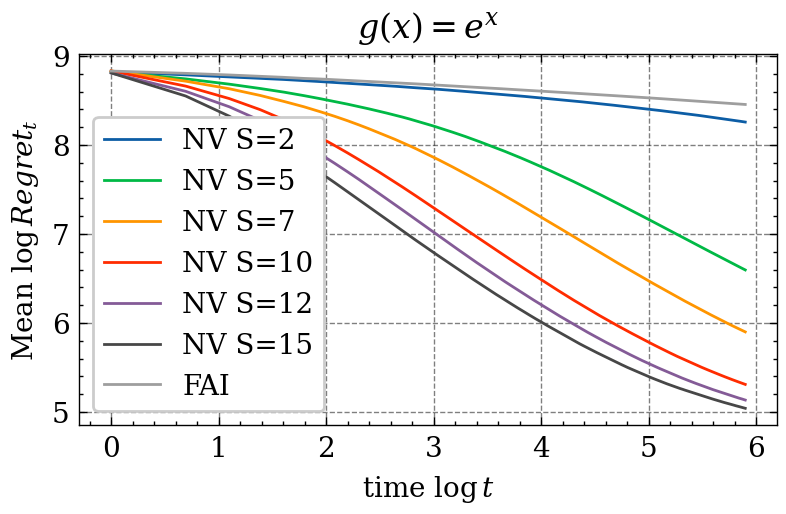 g(x) = e^x
9
8
7
6
5
Mean log Regret_t
NV S=2
NV S=5
NV S=7
NV S=10
NV S=12
NV S=15
FAI
0 1 2 3 4 5 6
time log t